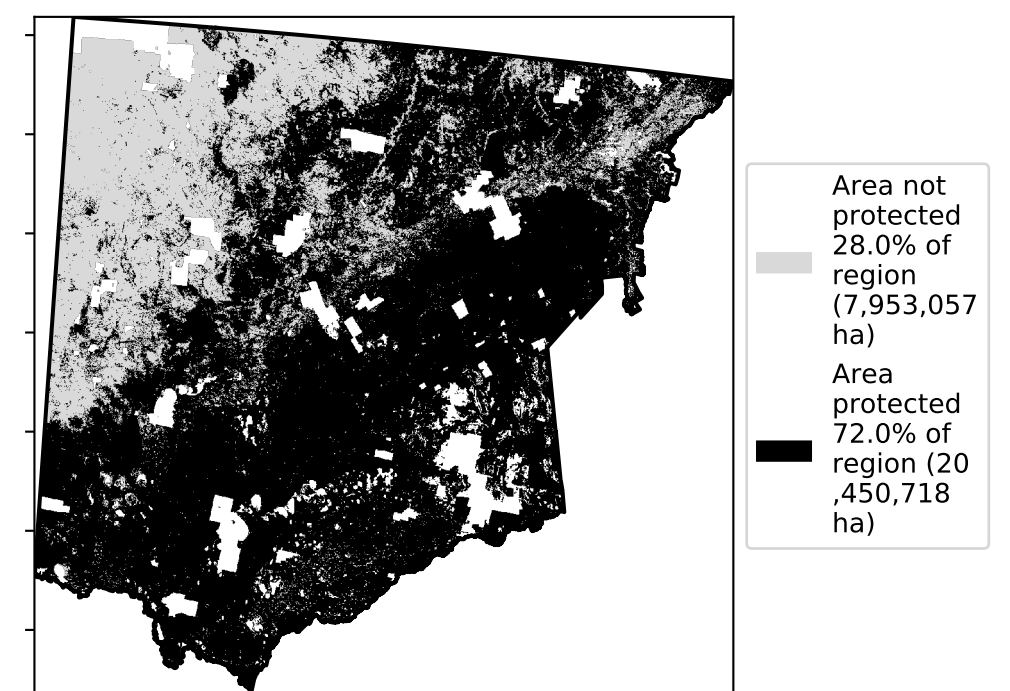 Area not
protected
28.0% of
region
(7,953,057
ha)
Area
protected
72.0% of
region (20
,450,718
ha)